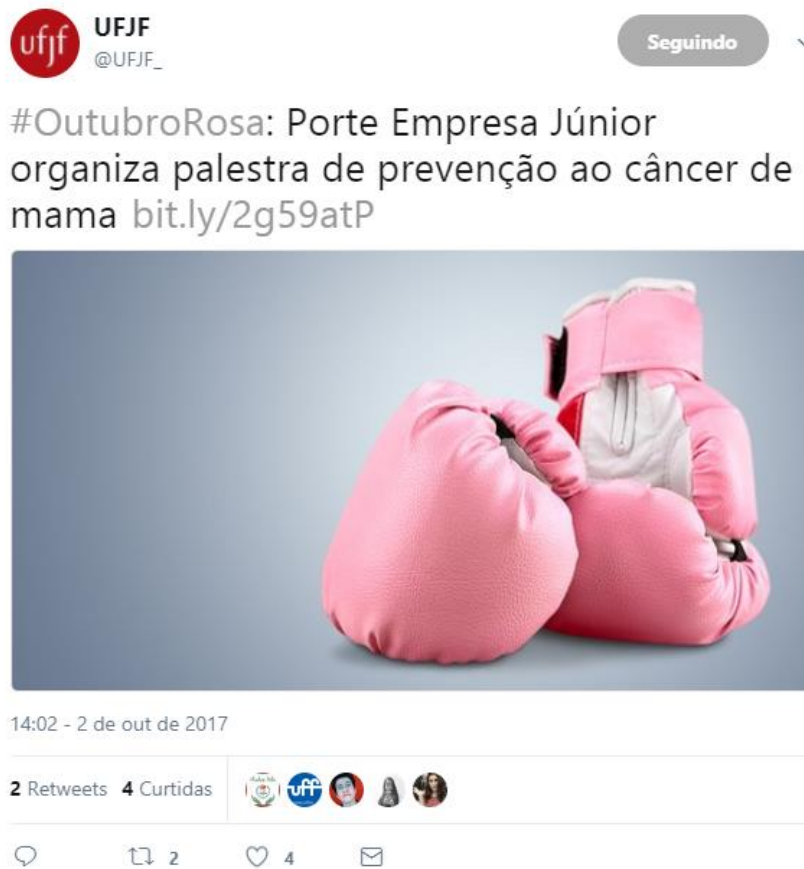 ufjf
UFJF
@UFJF_
Seguindo
#OutubroRosa: Porte Empresa Júnior
organiza palestra de prevenção ao câncer de
mama bit.ly/2g59atP
14:02 - 2 de out de 2017
2 Retweets 4 Curtidas
uff
2 4